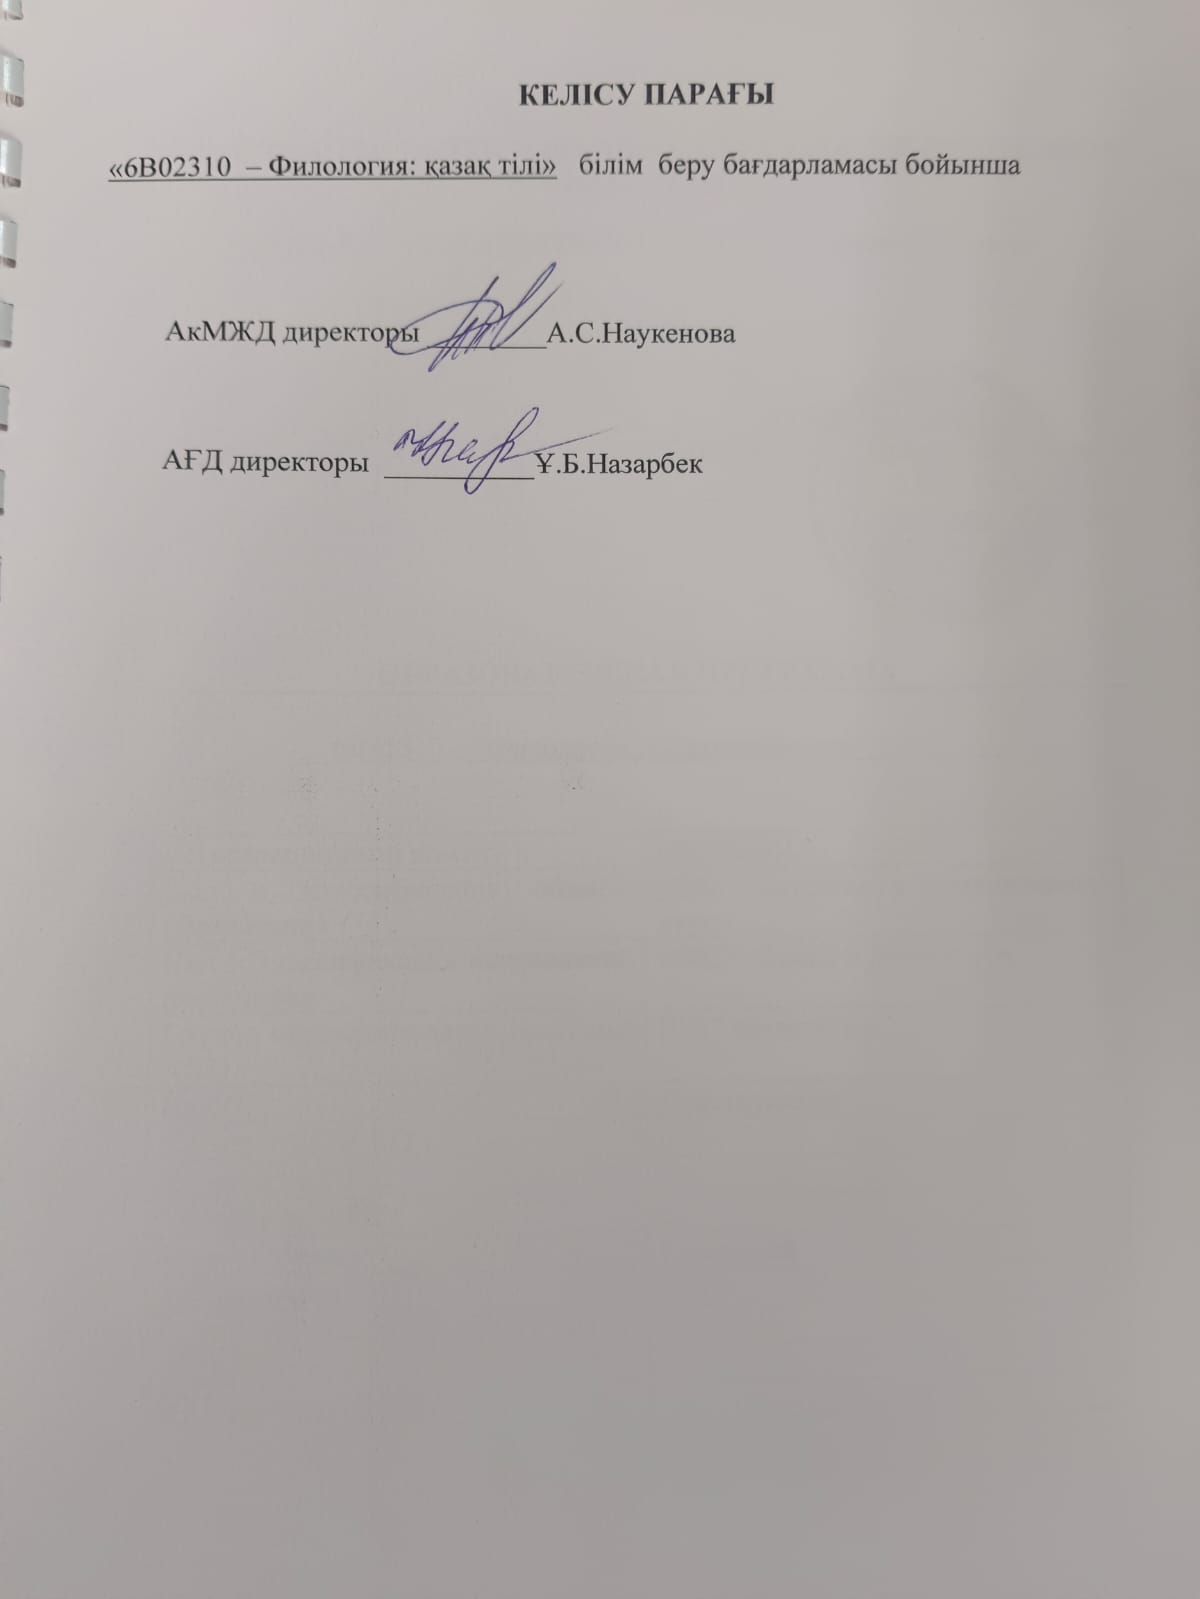 КЕЛІСУ ПАРАҒЫ
«6В02310 – Филология: қазақ тілі» білім беру бағдарламасы бойынша
АкМЖД директоры А.С.Наукенова
АҒД директоры Ұ.Б.Назарбек